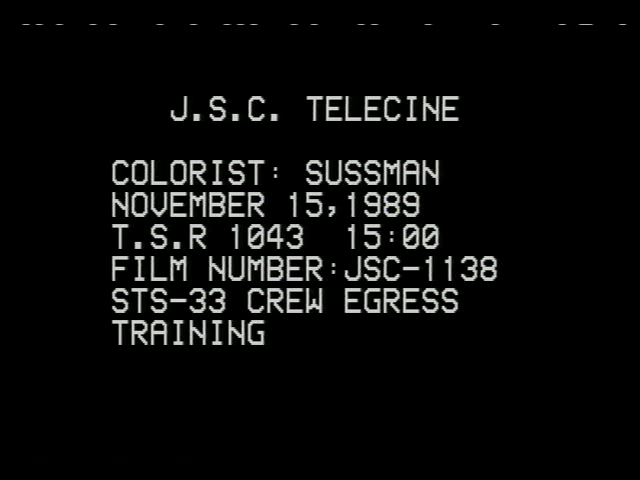 J.S.C. TELECINE
COLORIST: SUSSMAN
NOVEMBER 15,1989
T.S.R 1043  15:00
FILM NUMBER:JSC-1138
STS-33 CREW EGRESS
TRAINING